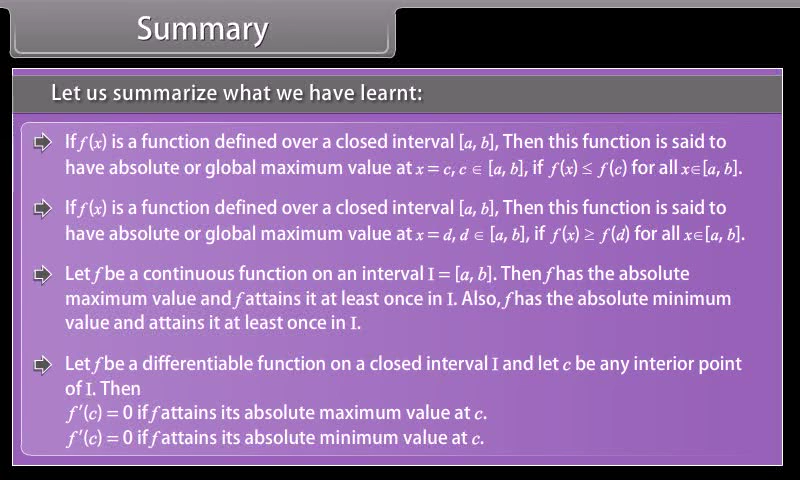 Summary
Let us summarize what we have learnt:
If f(x) is a function defined over a closed interval [a, b], Then this function is said to
have absolute or global maximum value at x = c, c ∈ [a, b], if f(x) ≤ f(c) for all x∈[a, b].
If f(x) is a function defined over a closed interval [a, b], Then this function is said to
have absolute or global maximum value at x = d, d ∈ [a, b], if f(x) ≥ f(d) for all x∈[a, b].
Let f be a continuous function on an interval I = [a, b]. Then f has the absolute
maximum value and f attains it at least once in I. Also, f has the absolute minimum
value and attains it at least once in I.
Let f be a differentiable function on a closed interval I and let c be any interior point
of I. Then
f′(c) = 0 if f attains its absolute maximum value at c.
f′(c) = 0 if f attains its absolute minimum value at c.